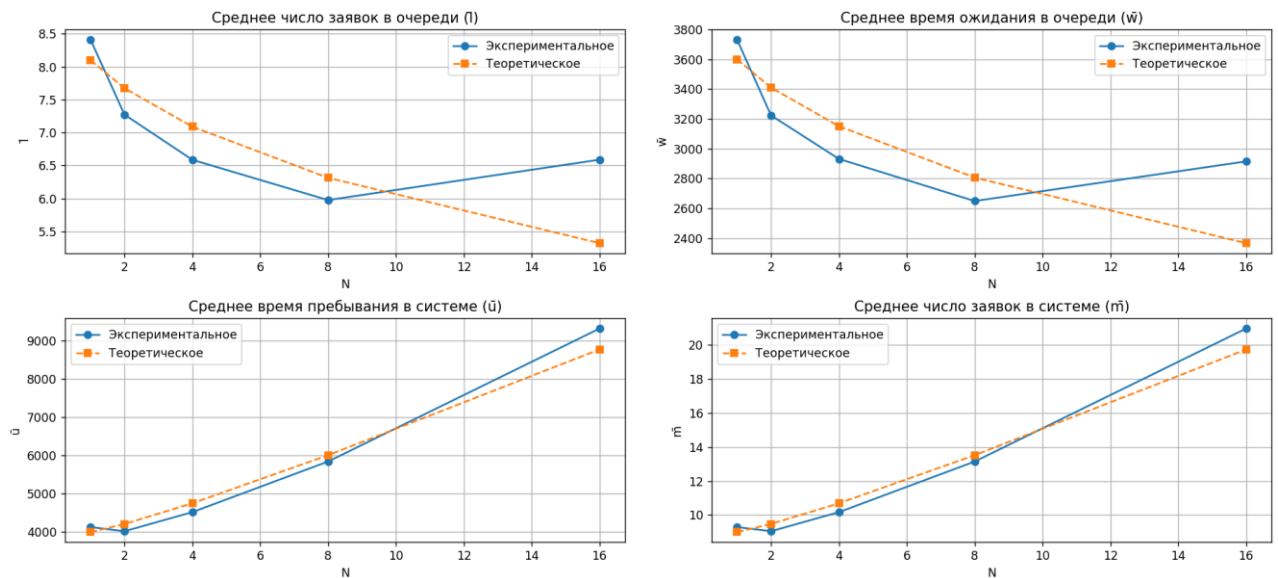 Среднее число заявок в очереди (l̄)
8.5
8.0
7.5
7.0
6.5
6.0
5.5
l̄
2 4 6 8 10 12 14 16
N
Экспериментальное
Теоретическое
Среднее время ожидания в очереди (w̄)
3800
3600
3400
3200
3000
2800
2600
2400
w̄
2 4 6 8 10 12 14 16
N
Экспериментальное
Теоретическое
Среднее время пребывания в системе (ū)
9000
8000
7000
6000
5000
4000
ū
2 4 6 8 10 12 14 16
N
Экспериментальное
Теоретическое
Среднее число заявок в системе (m̄)
20
18
16
14
12
10
m̄
2 4 6 8 10 12 14 16
N
Экспериментальное
Теоретическое